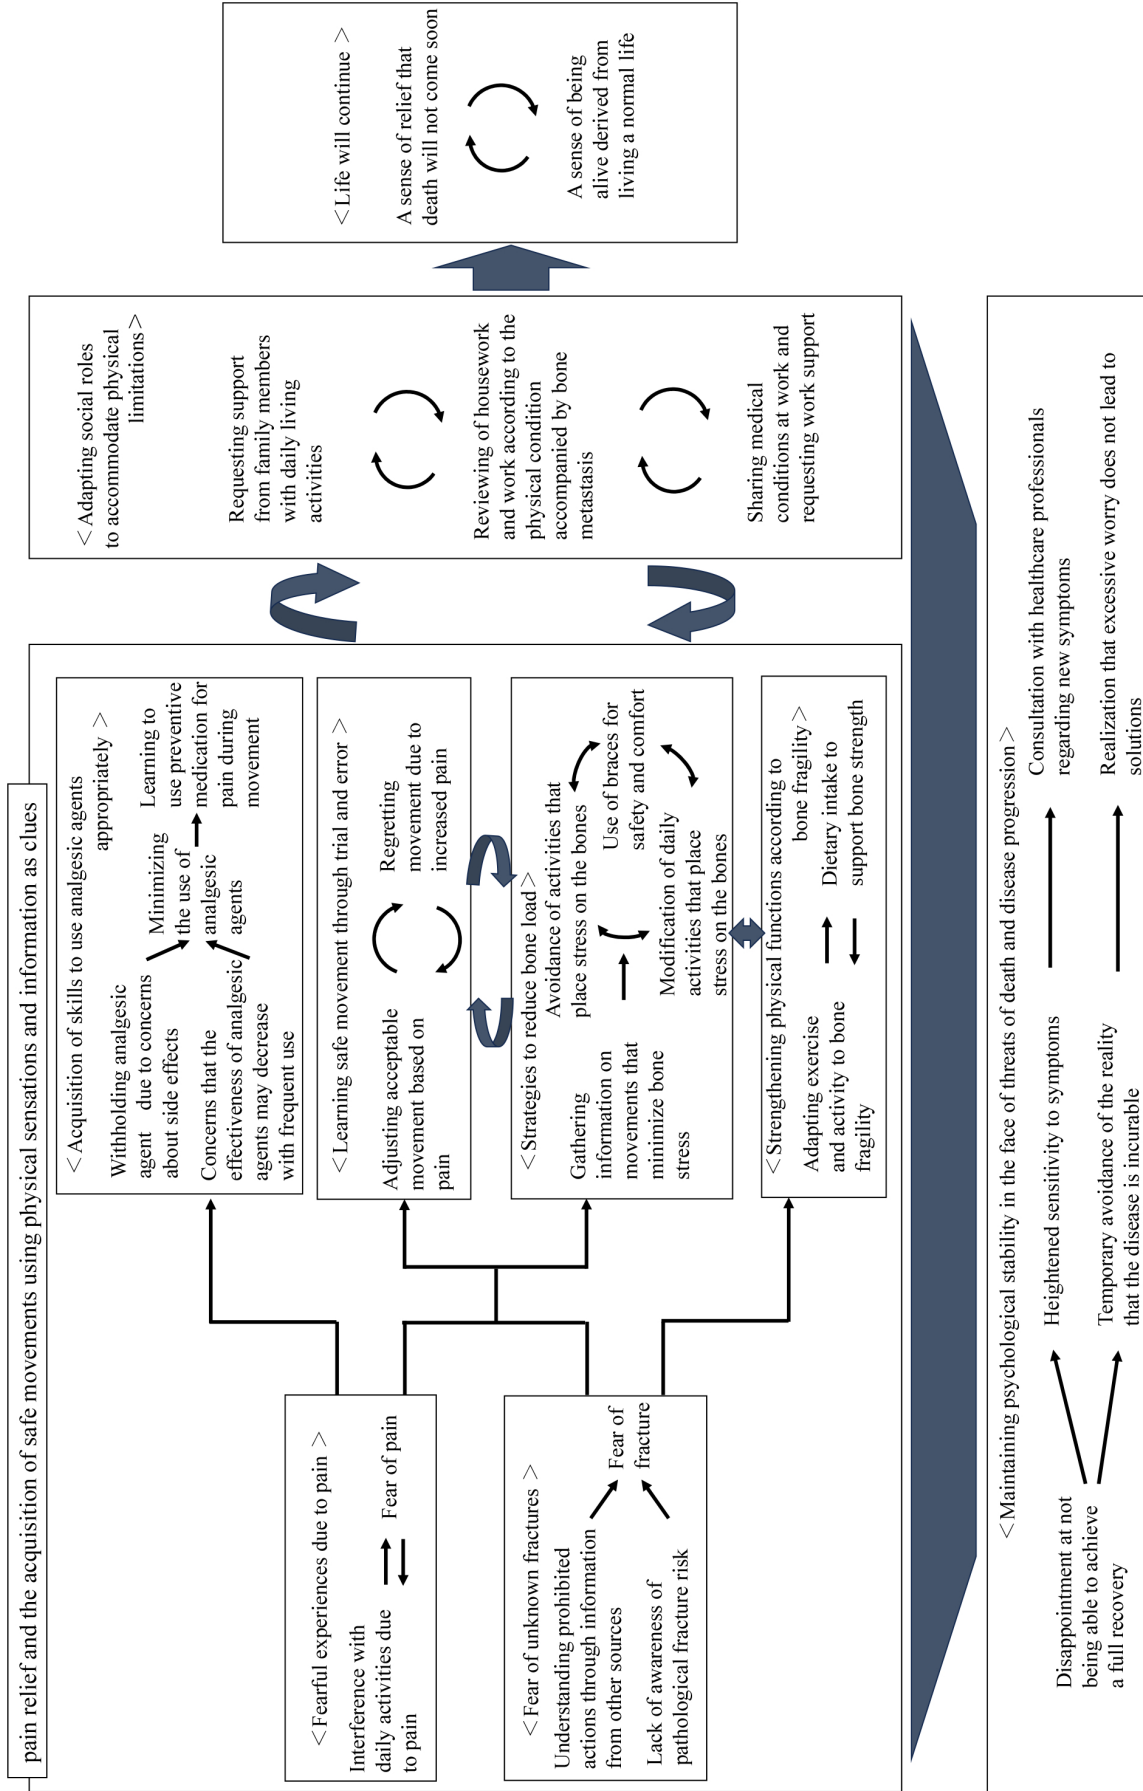 pain relief and the acquisition of safe movements using physical sensations and information as clues
<Fearful experiences due to pain>
Interference with
daily activities due
to pain
Fear of pain
<Fear of unknown fractures>
Understanding prohibited
actions through information
from other sources
Lack of awareness of
pathological fracture risk
Fear of
fracture
<Acquisition of skills to use analgesic agents
appropriately>
Withholding analgesic
agent due to concerns
about side effects
Concerns that the
effectiveness of analgesic
agents may decrease
with frequent use
Minimizing
the use of
analgesic
agents
Learning to
use preventive
medication for
pain during
movement
<Learning safe movement through trial and error>
Adjusting acceptable
movement based on
pain
Regretting
movement due to
increased pain
<Strategies to reduce bone load>
Gathering
information on
movements that
minimize bone
stress
Avoidance of activities that
place stress on the bones
Use of braces for
safety and comfort
Modification of daily
activities that place
stress on the bones
<Strengthening physical functions according to
bone fragility>
Adapting exercise
and activity to bone
fragility
Dietary intake to
support bone strength
<Adapting social roles
to accommodate physical
limitations>
Requesting support
from family members
with daily living
activities
Reviewing of housework
and work according to the
physical condition
accompanied by bone
metastasis
Sharing medical
conditions at work and
requesting work support
<Life will continue>
A sense of relief that
death will not come soon
A sense of being
alive derived from
living a normal life
<Maintaining psychological stability in the face of threats of death and disease progression>
Disappointment at not
being able to achieve
a full recovery
Heightened sensitivity to symptoms
Consultation with healthcare professionals
regarding new symptoms
Temporary avoidance of the reality
that the disease is incurable
Realization that excessive worry does not lead to
solutions